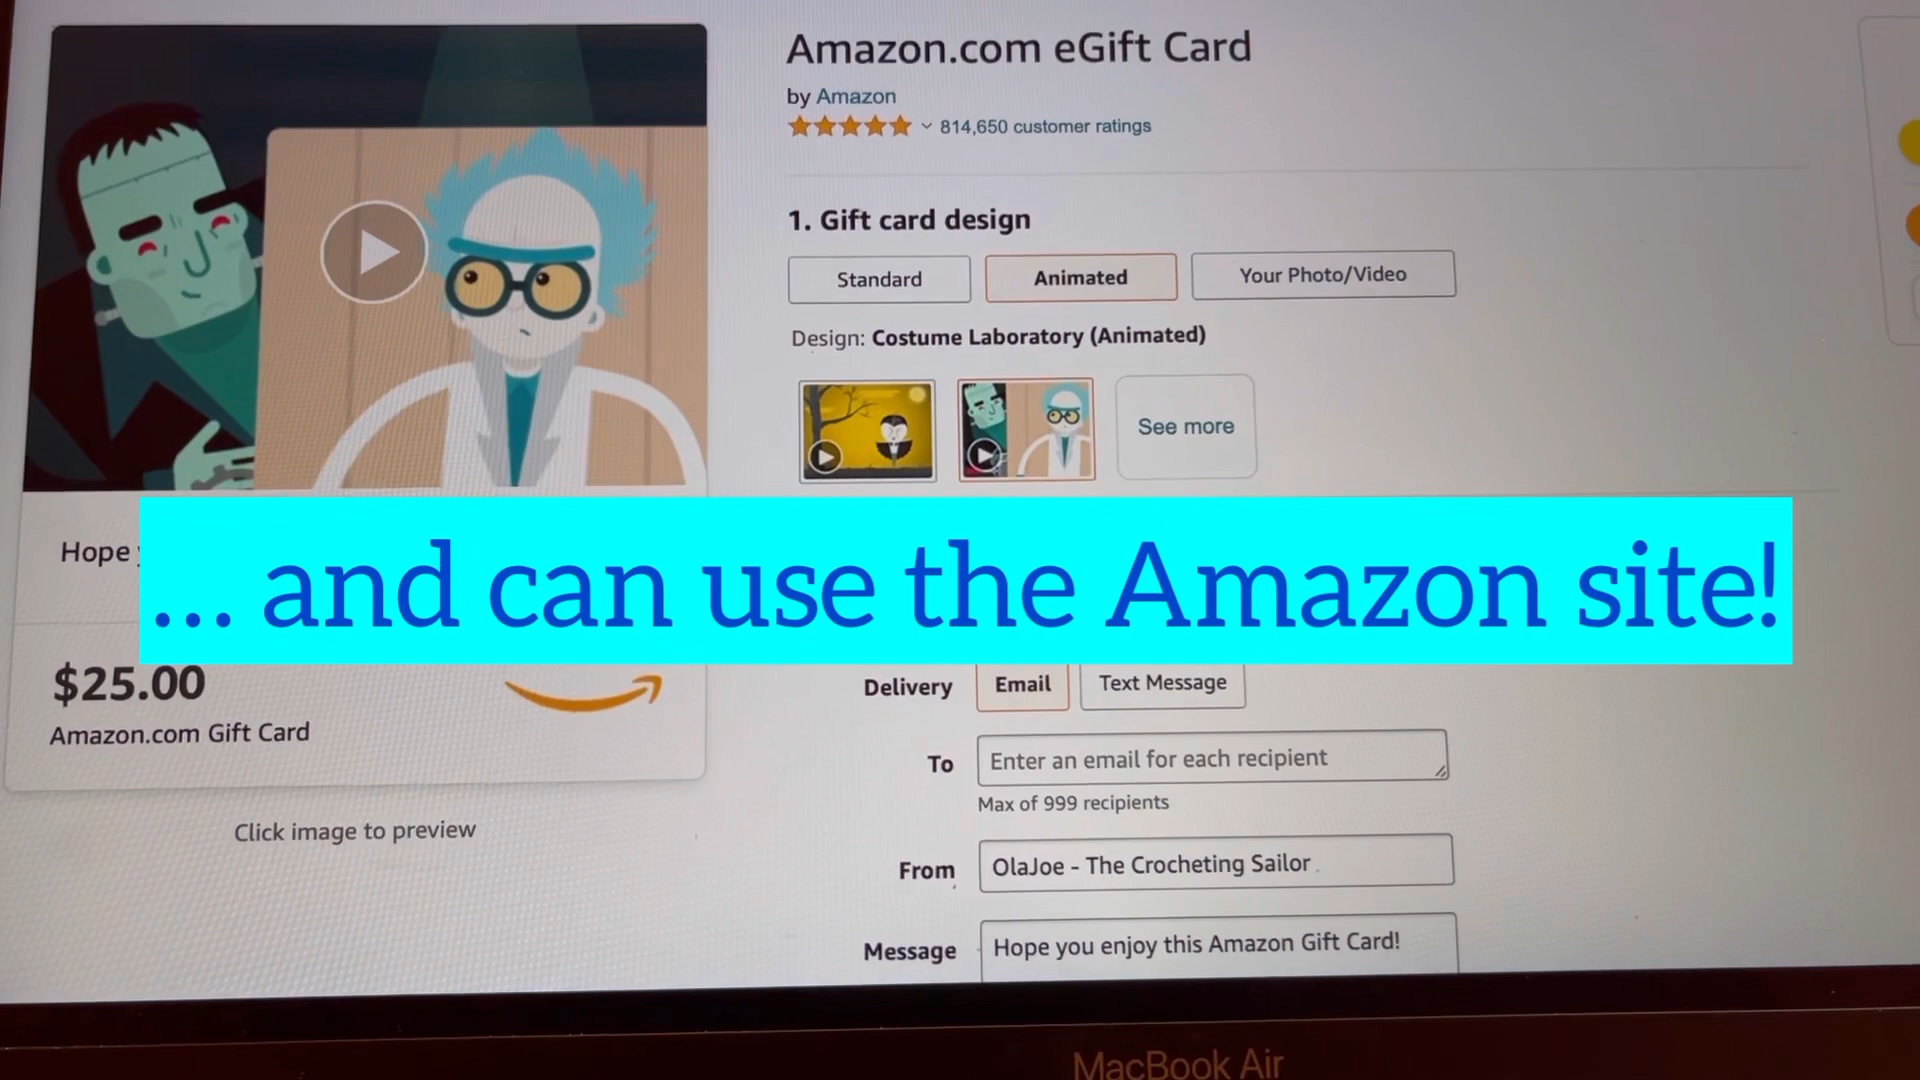 Amazon.com eGift Card
by Amazon
814,650 customer ratings
1. Gift card design
Standard
Animated
Your Photo/Video
Design: Costume Laboratory (Animated)
See more
Hope
... and can use the Amazon site!
$25.00
Amazon.com Gift Card
Click image to preview
Delivery
Email
Text Message
To
Enter an email for each recipient
Max of 999 recipients
From
OlaJoe - The Crocheting Sailor
Message
Hope you enjoy this Amazon Gift Card!
MacBook Air